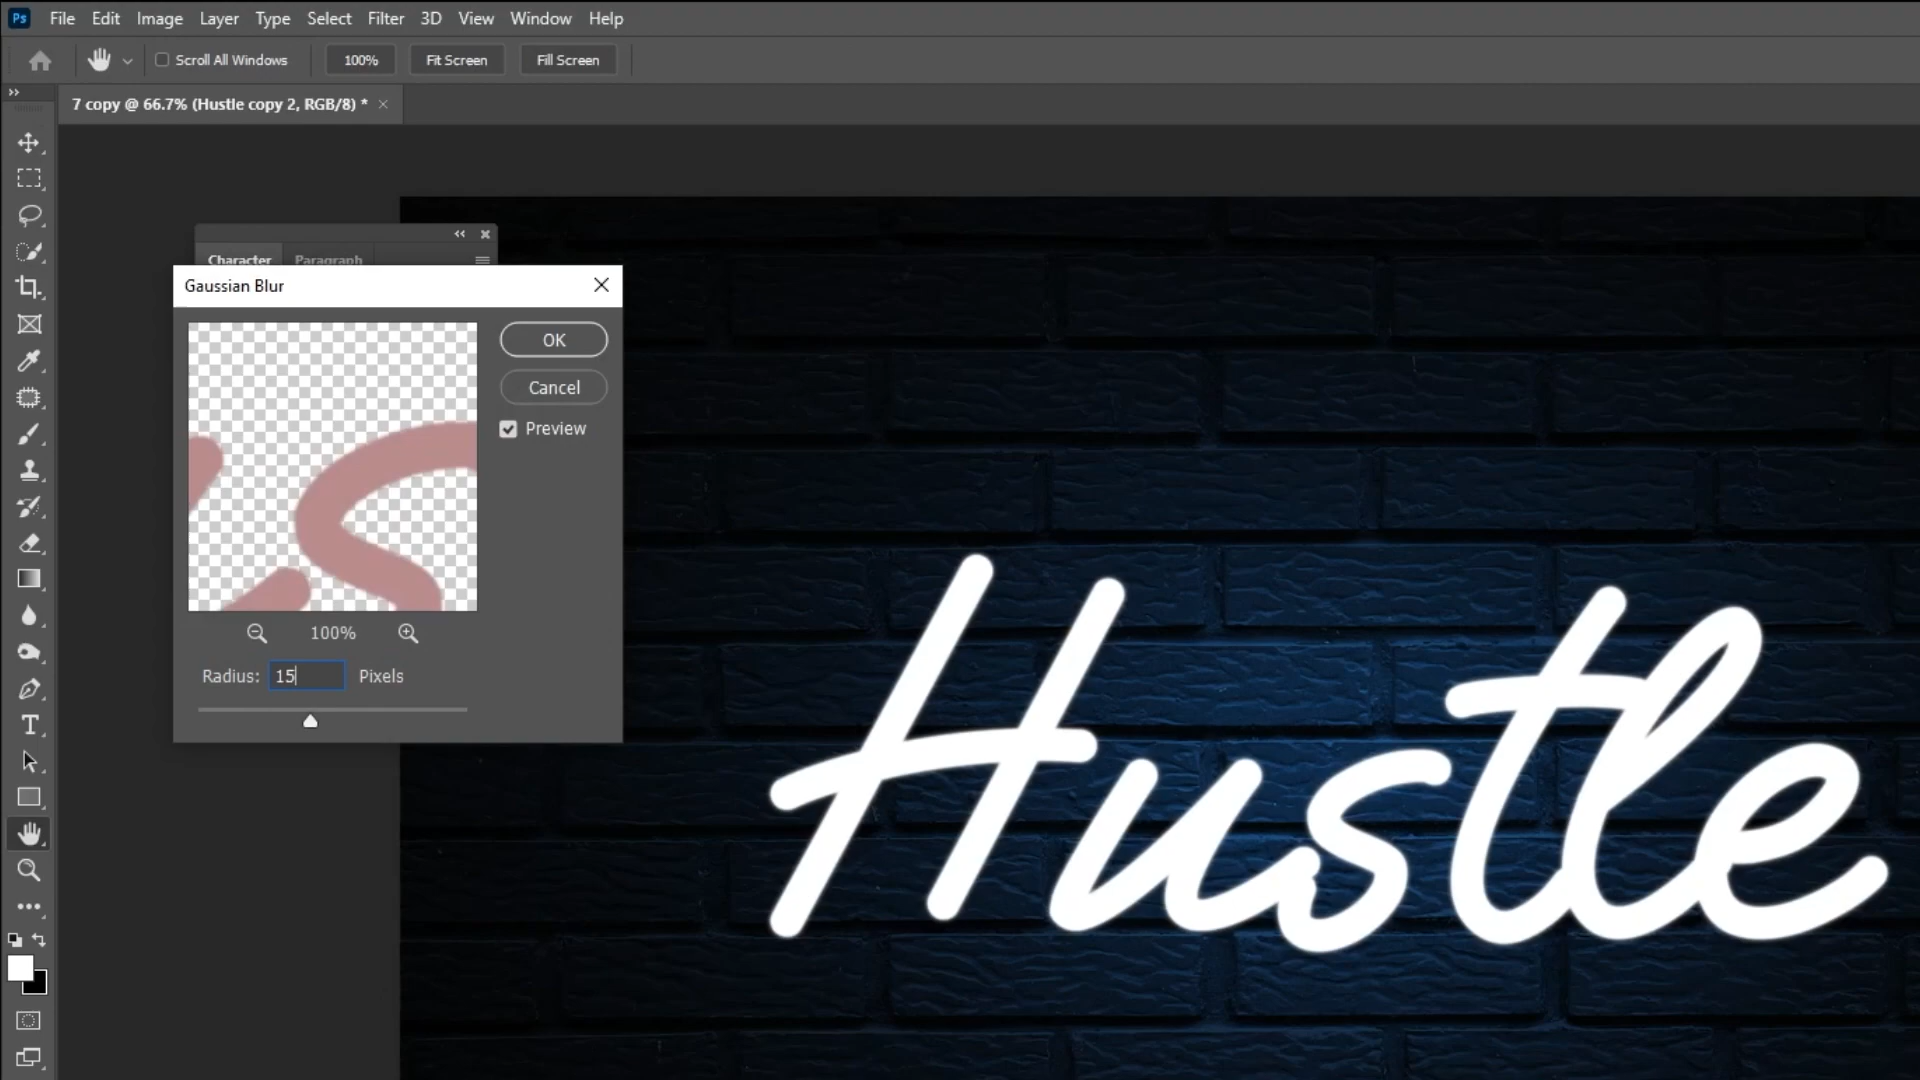 Ps File Edit Image Layer Type Select Filter 3D View Window Help
Scroll All Windows 100% Fit Screen Fill Screen
7 copy @ 66.7% (Hustle copy 2, RGB/8) *
Character Paragraph
Gaussian Blur
OK
Cancel
Preview
100%
Radius: 15 Pixels
Hustle